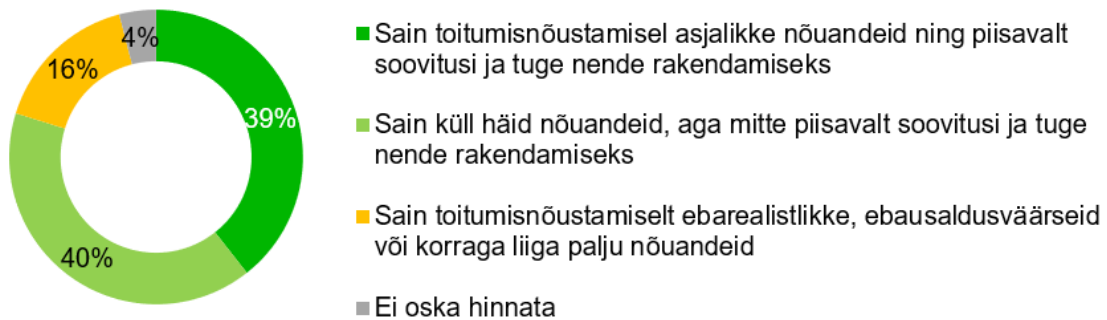 4%
16%
39%
40%
Sain toitumisnõustamisel asjalikke nõuandeid ning piisavalt
soovitusi ja tuge nende rakendamiseks
Sain küll häid nõuandeid, aga mitte piisavalt soovitusi ja tuge
nende rakendamiseks
Sain toitumisnõustamiselt ebarealistlikke, ebausaldusväärseid
või korraga liiga palju nõuandeid
Ei oska hinnata